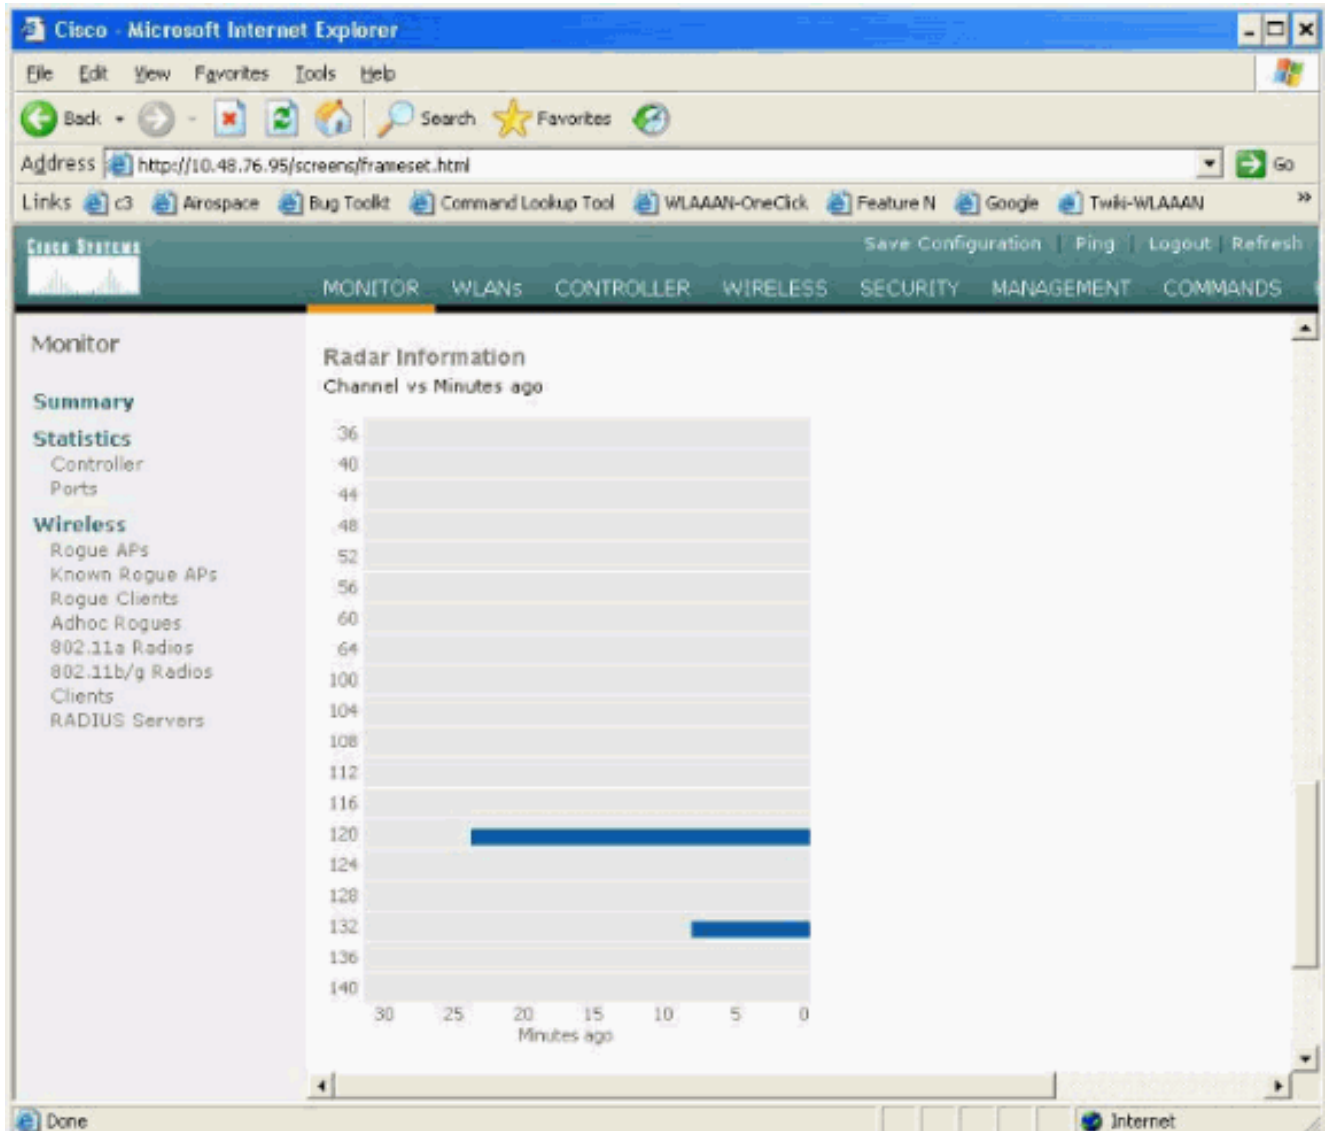 Cisco - Microsoft Internet Explorer
File Edit View Favorites Tools Help
Back Search Favorites
Address http://10.48.76.95/screens/frameset.html Go
Links c3 Airospace Bug Toolkit Command Lookup Tool WLAAAN-OneClick Feature N Google Twiki-WLAAAN »
Cisco Systems
Save Configuration | Ping | Logout | Refresh
MONITOR WLANs CONTROLLER WIRELESS SECURITY MANAGEMENT COMMANDS
Monitor
Summary
Statistics
Controller
Ports
Wireless
Rogue APs
Known Rogue APs
Rogue Clients
Adhoc Rogues
802.11a Radios
802.11b/g Radios
Clients
RADIUS Servers
Radar Information
Channel vs Minutes ago
36
40
44
48
52
56
60
64
100
104
108
112
116
120
124
128
132
136
140
30 25 20 15 10 5 0
Minutes ago
Done Internet